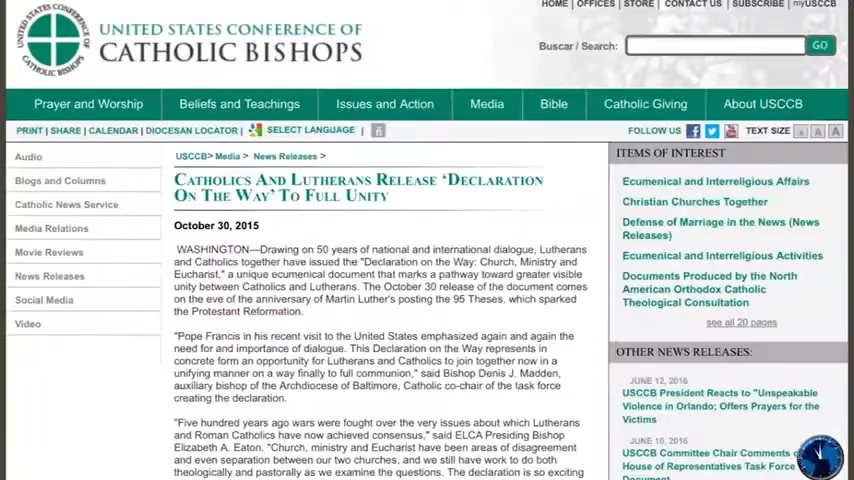 HOME | OFFICES | STORE | CONTACT US | SUBSCRIBE | myUSCCB
UNITED STATES CONFERENCE OF CATHOLIC BISHOPS
UNITED STATES CONFERENCE OF
CATHOLIC BISHOPS
Buscar / Search:
GO
Prayer and Worship
Beliefs and Teachings
Issues and Action
Media
Bible
Catholic Giving
About USCCB
PRINT | SHARE | CALENDAR | DIOCESAN LOCATOR | SELECT LANGUAGE |
FOLLOW US
TEXT SIZE A A A
Audio
Blogs and Columns
Catholic News Service
Media Relations
Movie Reviews
News Releases
Social Media
Video
USCCB> Media > News Releases >
CATHOLICS AND LUTHERANS RELEASE ‘DECLARATION
ON THE WAY’ TO FULL UNITY
October 30, 2015
WASHINGTON—Drawing on 50 years of national and international dialogue, Lutherans
and Catholics together have issued the "Declaration on the Way: Church, Ministry and
Eucharist," a unique ecumenical document that marks a pathway toward greater visible
unity between Catholics and Lutherans. The October 30 release of the document comes
on the eve of the anniversary of Martin Luther's posting the 95 Theses, which sparked
the Protestant Reformation.
"Pope Francis in his recent visit to the United States emphasized again and again the
need for and importance of dialogue. This Declaration on the Way represents in
concrete form an opportunity for Lutherans and Catholics to join together now in a
unifying manner on a way finally to full communion," said Bishop Denis J. Madden,
auxiliary bishop of the Archdiocese of Baltimore, Catholic co-chair of the task force
creating the declaration.
"Five hundred years ago wars were fought over the very issues about which Lutherans
and Roman Catholics have now achieved consensus," said ELCA Presiding Bishop
Elizabeth A. Eaton. "Church, ministry and Eucharist have been areas of disagreement
and even separation between our two churches, and we still have work to do both
theologically and pastorally as we examine the questions. The declaration is so exciting
ITEMS OF INTEREST
Ecumenical and Interreligious Affairs
Christian Churches Together
Defense of Marriage in the News (News
Releases)
Ecumenical and Interreligious Activities
Documents Produced by the North
American Orthodox Catholic
Theological Consultation
see all 20 pages
OTHER NEWS RELEASES:
JUNE 12, 2016
USCCB President Reacts to "Unspeakable
Violence in Orlando; Offers Prayers for the
Victims
JUNE 10, 2016
USCCB Committee Chair Comments
House of Representatives Task Force
Document